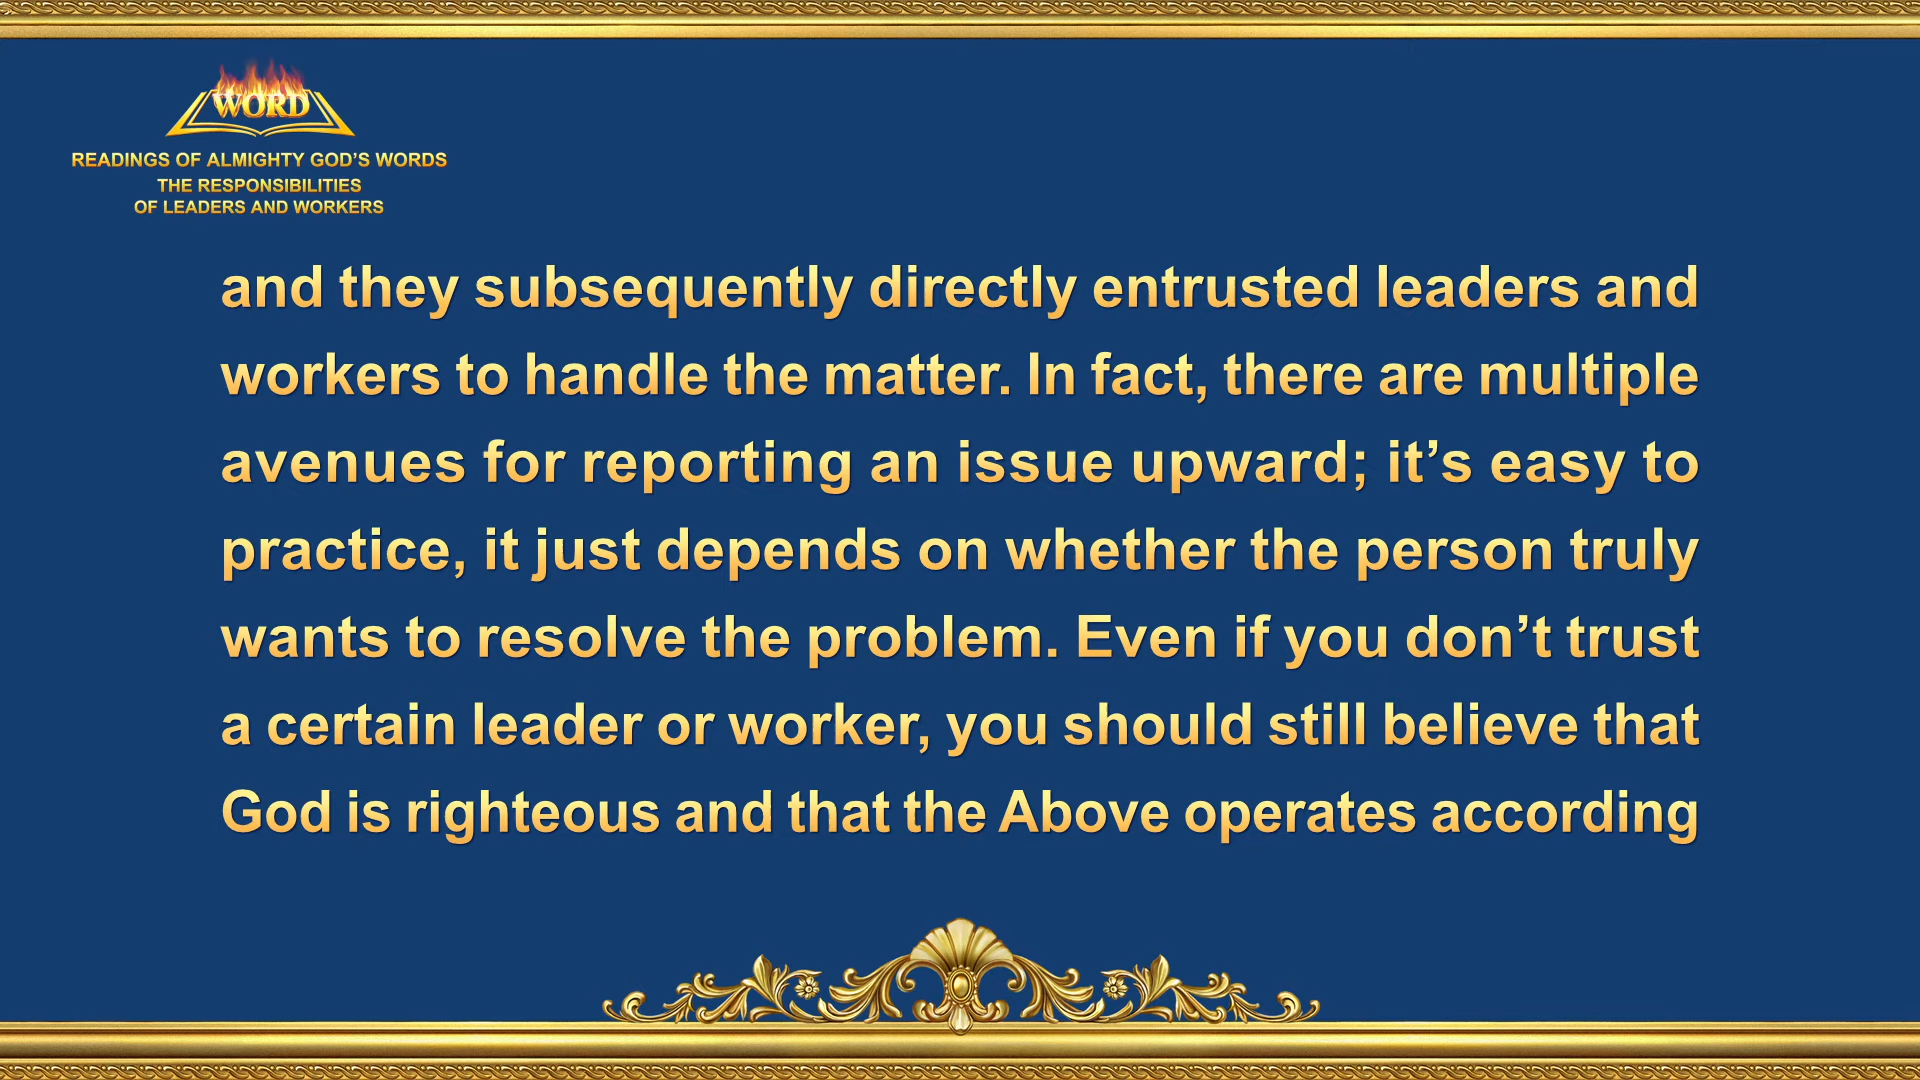 WORD
READINGS OF ALMIGHTY GOD’S WORDS
THE RESPONSIBILITIES
OF LEADERS AND WORKERS
and they subsequently directly entrusted leaders and
workers to handle the matter. In fact, there are multiple
avenues for reporting an issue upward; it’s easy to
practice, it just depends on whether the person truly
wants to resolve the problem. Even if you don’t trust
a certain leader or worker, you should still believe that
God is righteous and that the Above operates according